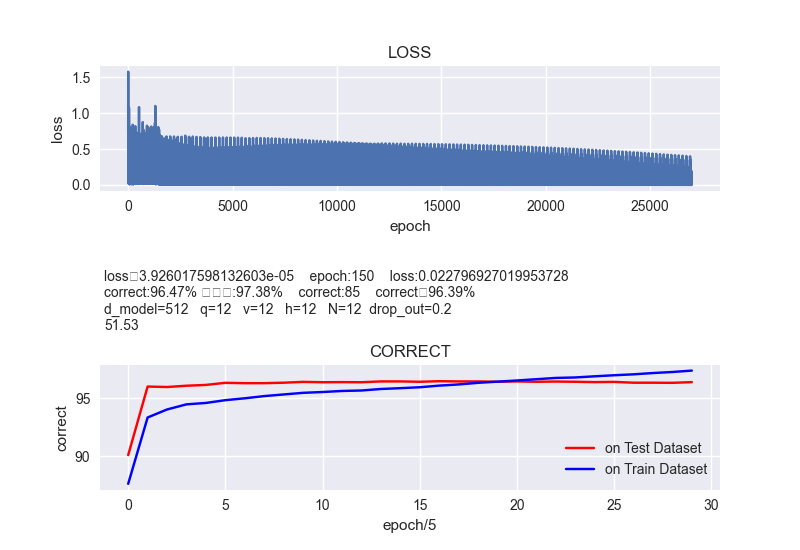 LOSS
1.5
1.0
0.5
0.0
loss
0 5000 10000 15000 20000 25000
epoch
loss□3.926017598132603e-05 epoch:150 loss:0.022796927019953728
correct:96.47% □□□:97.38% correct:85 correct□96.39%
d_model=512 q=12 v=12 h=12 N=12 drop_out=0.2
51.53
CORRECT
95
90
correct
on Test Dataset
on Train Dataset
0 5 10 15 20 25 30
epoch/5